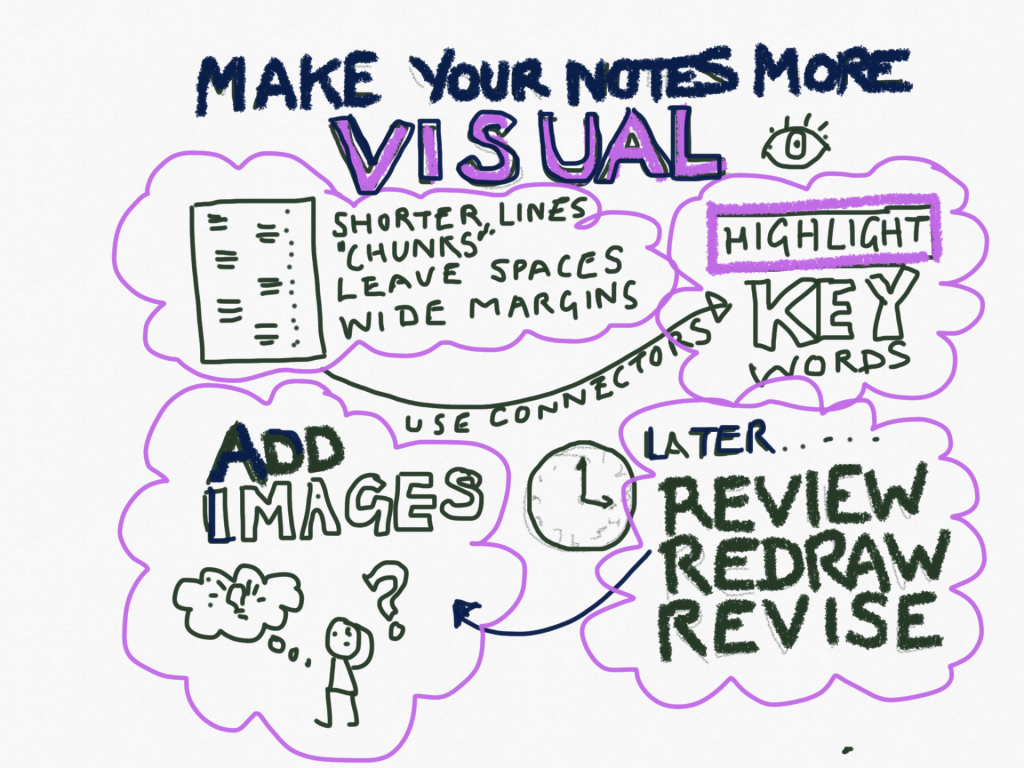 MAKE YOUR NOTES MORE
VISUAL
SHORTER LINES
"CHUNKS"
LEAVE SPACES
WIDE MARGINS
HIGHLIGHT
KEY
WORDS
USE CONNECTORS
ADD
IMAGES
?
LATER......
REVIEW
REDRAW
REVISE